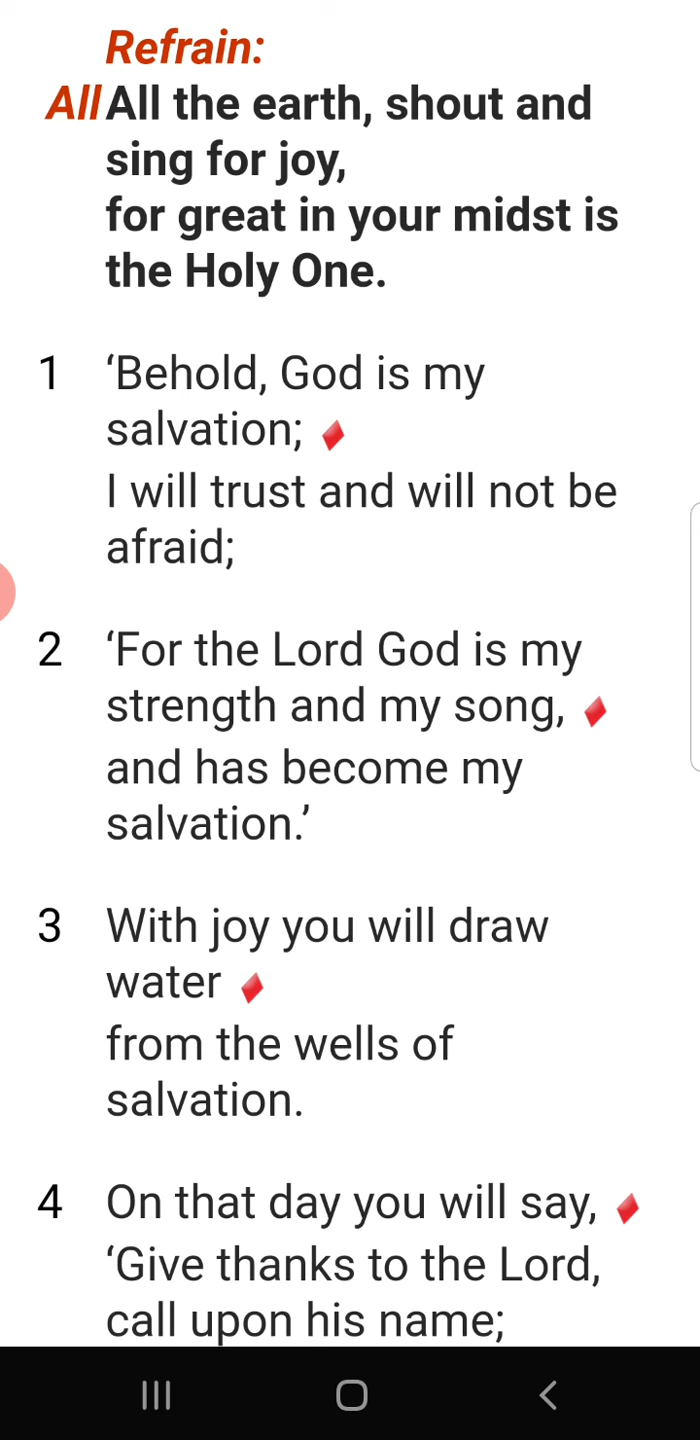 Refrain:
All All the earth, shout and
sing for joy,
for great in your midst is
the Holy One.
1 ‘Behold, God is my
salvation; ♦
I will trust and will not be
afraid;
2 ‘For the Lord God is my
strength and my song, ♦
and has become my
salvation.’
3 With joy you will draw
water ♦
from the wells of
salvation.
4 On that day you will say, ♦
‘Give thanks to the Lord,
call upon his name;